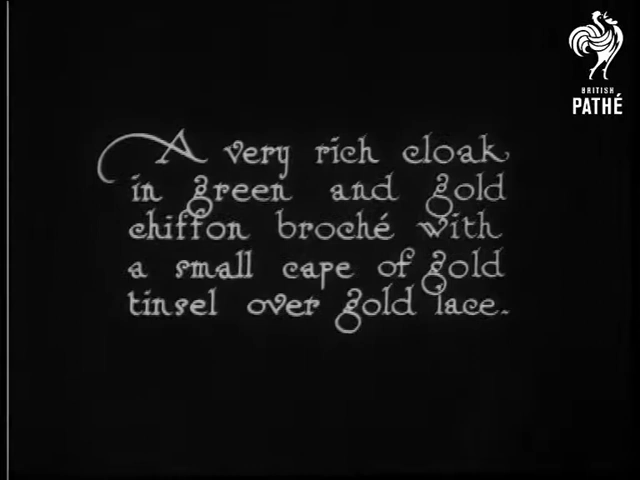 BRITISH
PATHÉ
A very rich cloak
in green and gold
chiffon broché with
a small cape of gold
tinsel over gold lace.